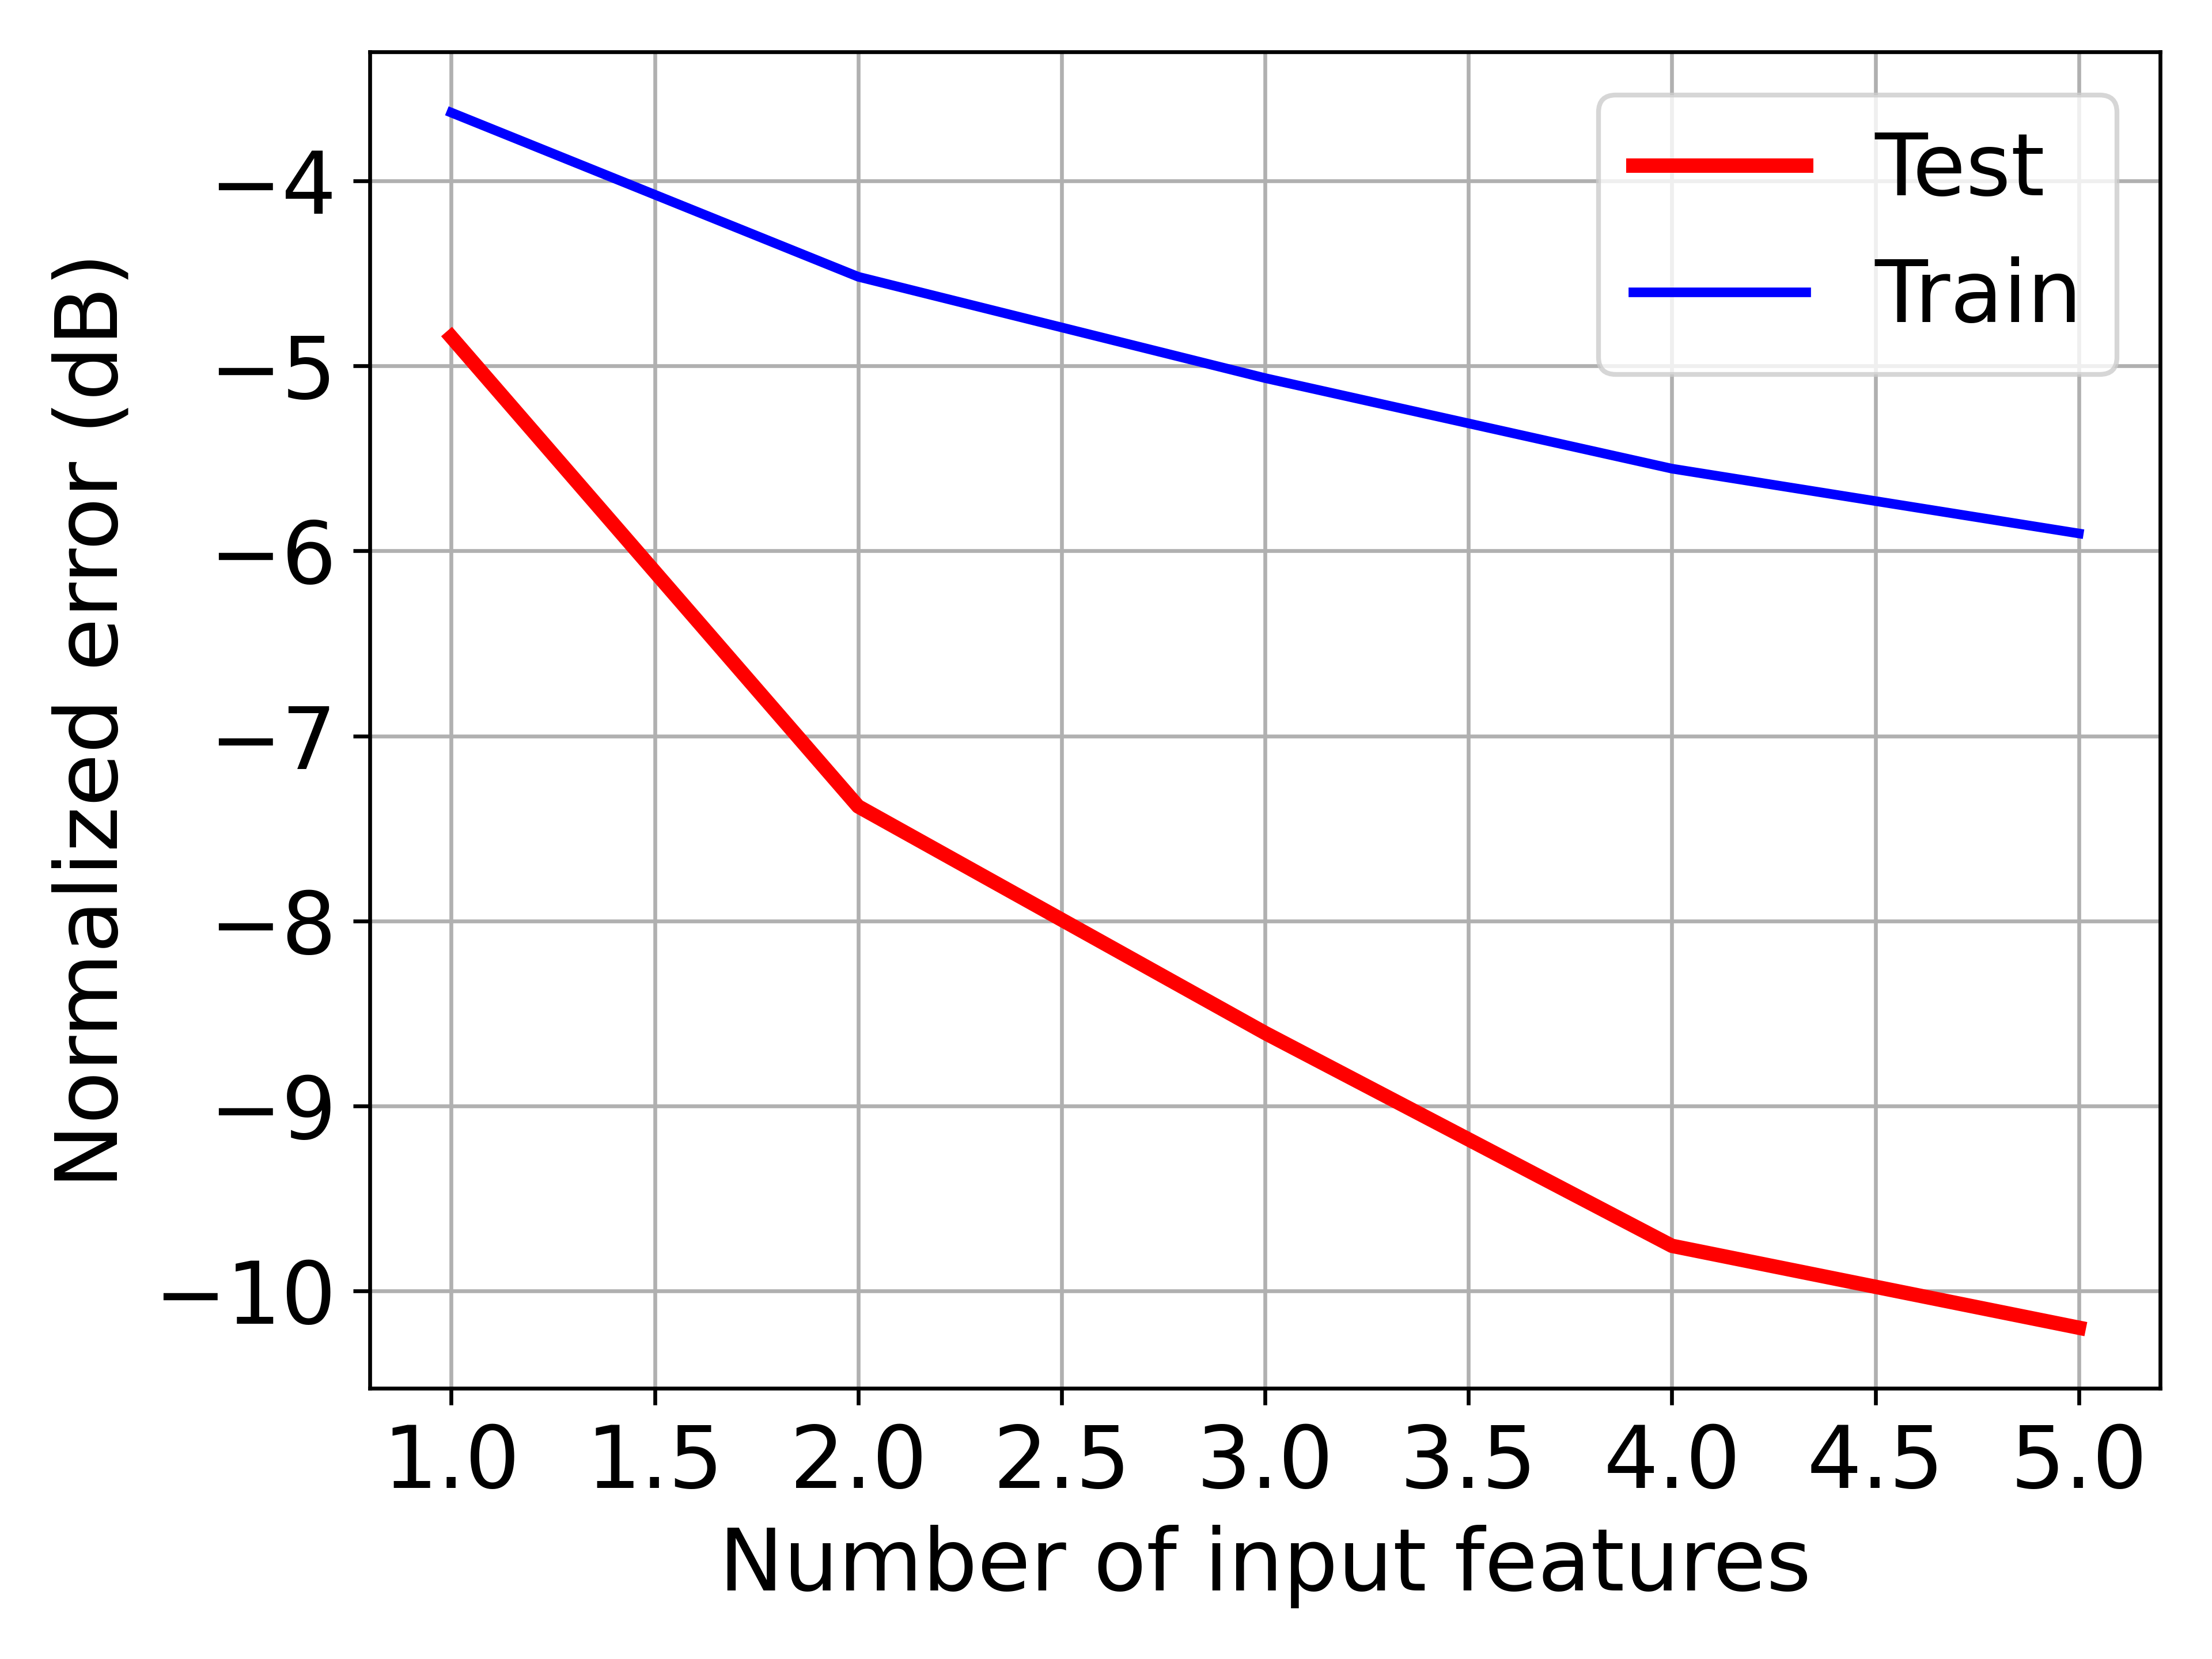 Normalized error (dB)
−4
−5
−6
−7
−8
−9
−10
Test
Train
1.0 1.5 2.0 2.5 3.0 3.5 4.0 4.5 5.0
Number of input features